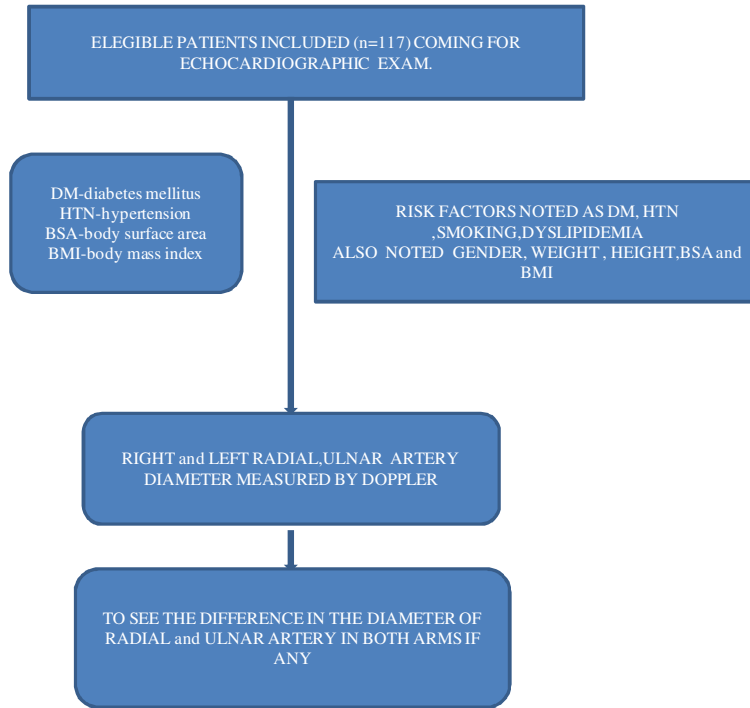 ELEGIBLE PATIENTS INCLUDED (n=117) COMING FOR
ECHOCARDIOGRAPHIC EXAM.
DM-diabetes mellitus
HTN-hypertension
BSA-body surface area
BMI-body mass index
RISK FACTORS NOTED AS DM, HTN
,SMOKING,DYSLIPIDEMIA
ALSO NOTED GENDER, WEIGHT , HEIGHT,BSA and
BMI
RIGHT and LEFT RADIAL,ULNAR ARTERY
DIAMETER MEASURED BY DOPPLER
TO SEE THE DIFFERENCE IN THE DIAMETER OF
RADIAL and ULNAR ARTERY IN BOTH ARMS IF
ANY